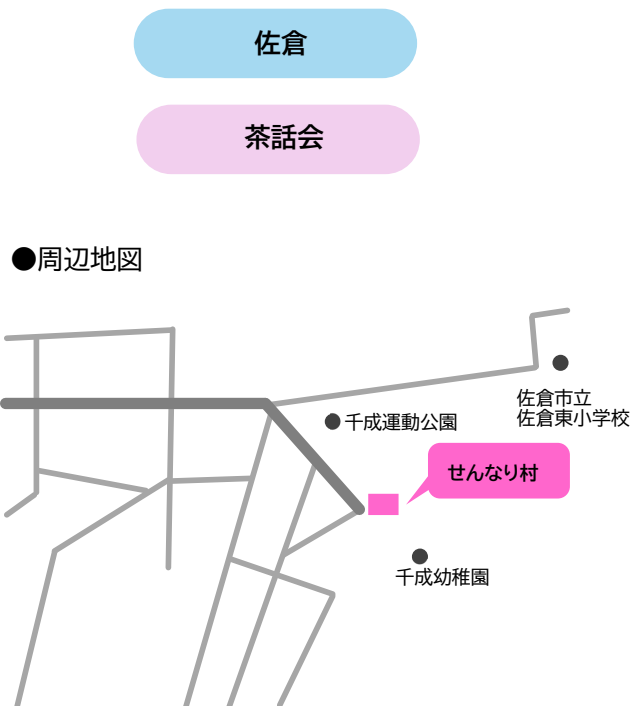 佐倉
茶話会
●周辺地図
佐倉市立
佐倉東小学校
千成運動公園
せんなり村
千成幼稚園